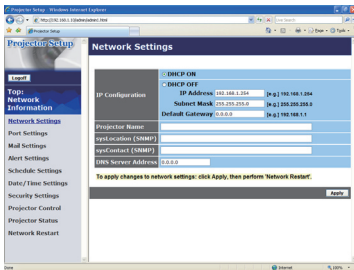 Projector Setup - Windows Internet Explorer
Live Search
Projector Setup
Page
Tools
Projector Setup
Logoff
Top:
Network
Information
Network Settings
Port Settings
Mail Settings
Alert Settings
Schedule Settings
Date/Time Settings
Security Settings
Projector Control
Projector Status
Network Restart
Network Settings
IP Configuration
DHCP ON
DHCP OFF
IP Address 192.168.1.254 [e.g.] 192.168.1.254
Subnet Mask 255.255.255.0 [e.g.] 255.255.255.0
Default Gateway 0.0.0.0 [e.g.] 192.168.1.1
Projector Name
sysLocation (SNMP)
sysContact (SNMP)
DNS Server Address 0.0.0.0
To apply changes to network settings: click Apply, then perform 'Network Restart'.
Apply
Done
Internet
100%